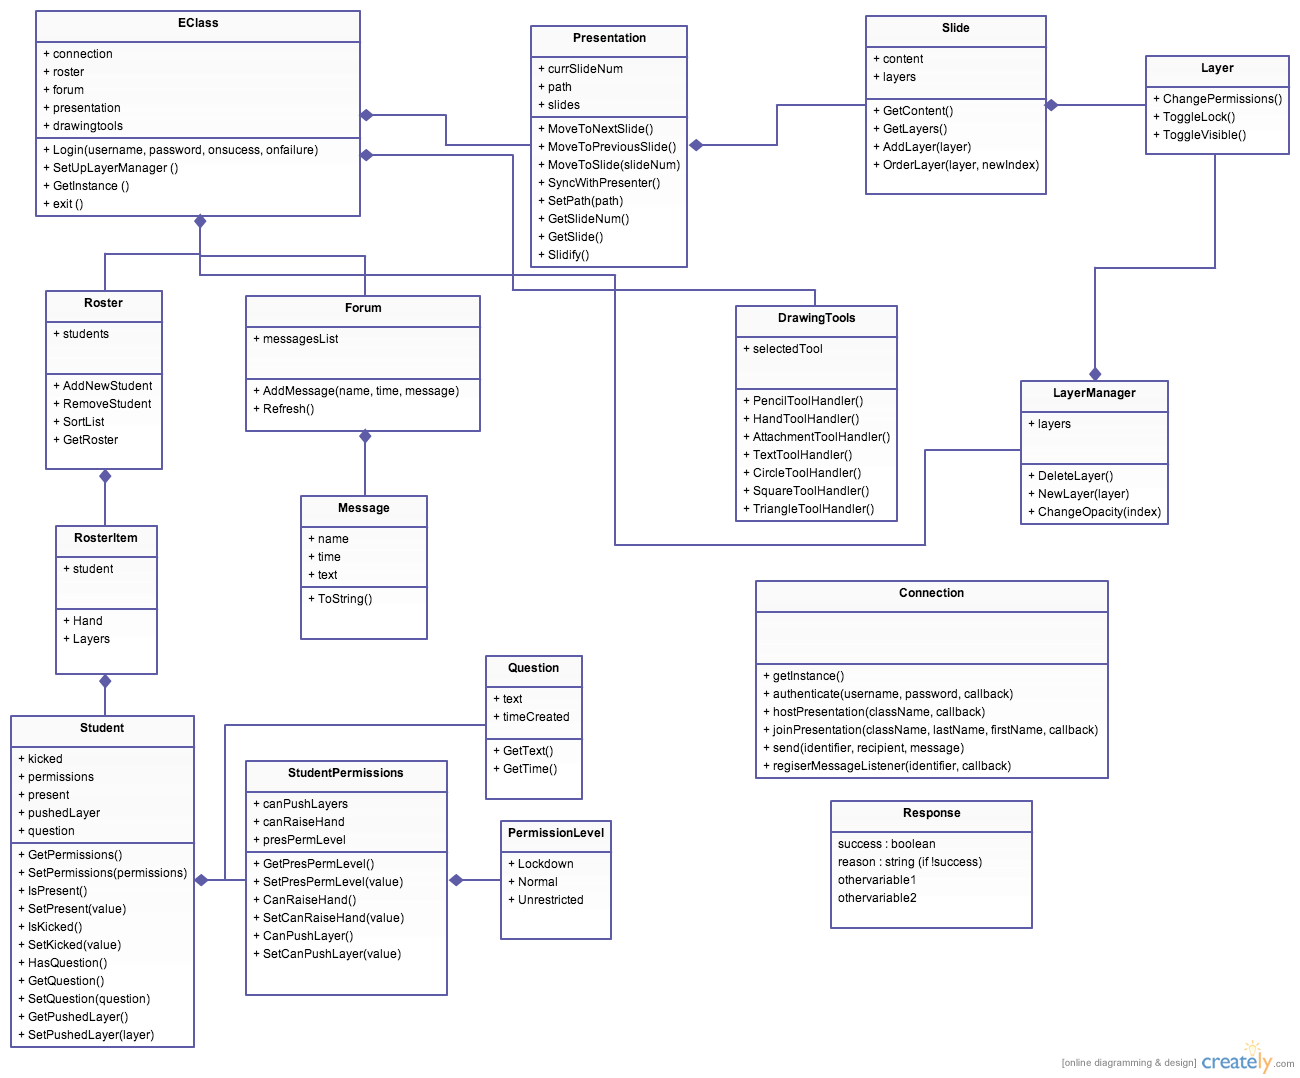 EClass
+ connection
+ roster
+ forum
+ presentation
+ drawingtools
+ Login(username, password, onsucess, onfailure)
+ SetUpLayerManager ()
+ GetInstance ()
+ exit ()
Presentation
+ currSlideNum
+ path
+ slides
+ MoveToNextSlide()
+ MoveToPreviousSlide()
+ MoveToSlide(slideNum)
+ SyncWithPresenter()
+ SetPath(path)
+ GetSlideNum()
+ GetSlide()
+ Slidify()
Slide
+ content
+ layers
+ GetContent()
+ GetLayers()
+ AddLayer(layer)
+ OrderLayer(layer, newIndex)
Layer
+ ChangePermissions()
+ ToggleLock()
+ ToggleVisible()
Roster
+ students
+ AddNewStudent
+ RemoveStudent
+ SortList
+ GetRoster
Forum
+ messagesList
+ AddMessage(name, time, message)
+ Refresh()
DrawingTools
+ selectedTool
+ PencilToolHandler()
+ HandToolHandler()
+ AttachmentToolHandler()
+ TextToolHandler()
+ CircleToolHandler()
+ SquareToolHandler()
+ TriangleToolHandler()
LayerManager
+ layers
+ DeleteLayer()
+ NewLayer(layer)
+ ChangeOpacity(index)
RosterItem
+ student
+ Hand
+ Layers
Message
+ name
+ time
+ text
+ ToString()
Connection
+ getInstance()
+ authenticate(username, password, callback)
+ hostPresentation(className, callback)
+ joinPresentation(className, lastName, firstName, callback)
+ send(identifier, recipient, message)
+ regiserMessageListener(identifier, callback)
Question
+ text
+ timeCreated
+ GetText()
+ GetTime()
Student
+ kicked
+ permissions
+ present
+ pushedLayer
+ question
+ GetPermissions()
+ SetPermissions(permissions)
+ IsPresent()
+ SetPresent(value)
+ IsKicked()
+ SetKicked(value)
+ HasQuestion()
+ GetQuestion()
+ SetQuestion(question)
+ GetPushedLayer()
+ SetPushedLayer(layer)
StudentPermissions
+ canPushLayers
+ canRaiseHand
+ presPermLevel
+ GetPresPermLevel()
+ SetPresPermLevel(value)
+ CanRaiseHand()
+ SetCanRaiseHand(value)
+ CanPushLayer()
+ SetCanPushLayer(value)
PermissionLevel
+ Lockdown
+ Normal
+ Unrestricted
Response
success : boolean
reason : string (if !success)
othervariable1
othervariable2
[online diagramming & design] creately.com